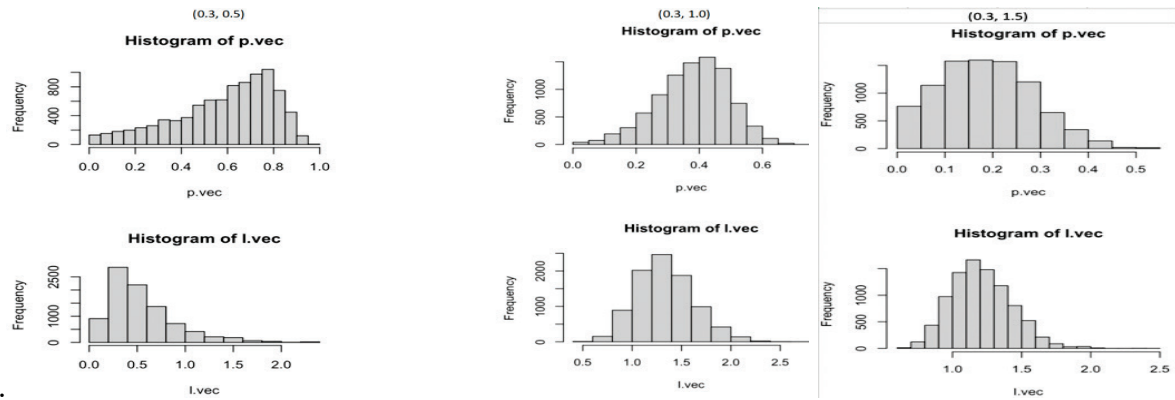 (0.3, 0.5)
Histogram of p.vec
Frequency
800
400
0
0.0 0.2 0.4 0.6 0.8 1.0
p.vec
Histogram of l.vec
Frequency
2500
1000
0
0.0 0.5 1.0 1.5 2.0
l.vec
(0.3, 1.0)
Histogram of p.vec
Frequency
1000
500
0
0.0 0.2 0.4 0.6
p.vec
Histogram of l.vec
Frequency
2000
1000
0
0.5 1.0 1.5 2.0 2.5
l.vec
(0.3, 1.5)
Histogram of p.vec
Frequency
1000
500
0
0.0 0.1 0.2 0.3 0.4 0.5
p.vec
Histogram of l.vec
Frequency
1000
500
0
1.0 1.5 2.0 2.5
l.vec